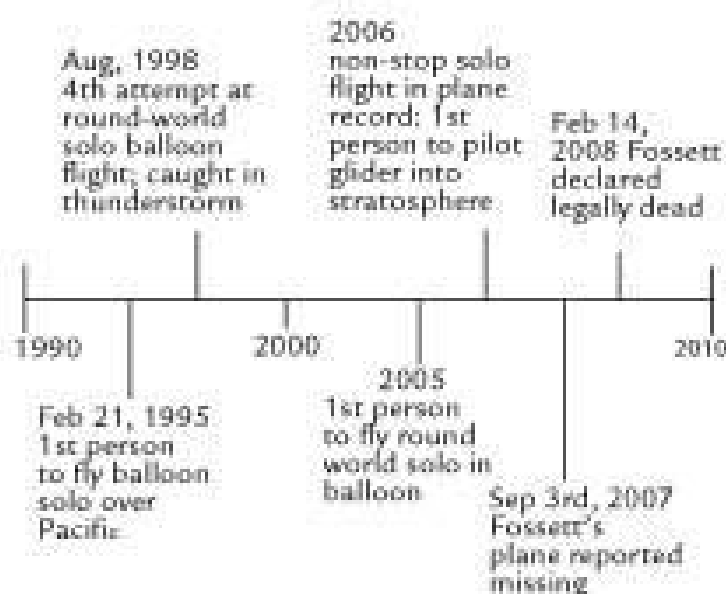 Aug, 1998
4th attempt at
round-world
solo balloon
flight; caught in
thunderstorm
2006
non-stop solo
flight in plane
record; 1st
person to pilot
glider into
stratosphere
Feb 14,
2008 Fossett
declared
legally dead
1990
2000
2010
Feb 21, 1995
1st person
to fly balloon
solo over
Pacific
2005
1st person
to fly round
world solo in
balloon
Sep 3rd, 2007
Fossett's
plane reported
missing